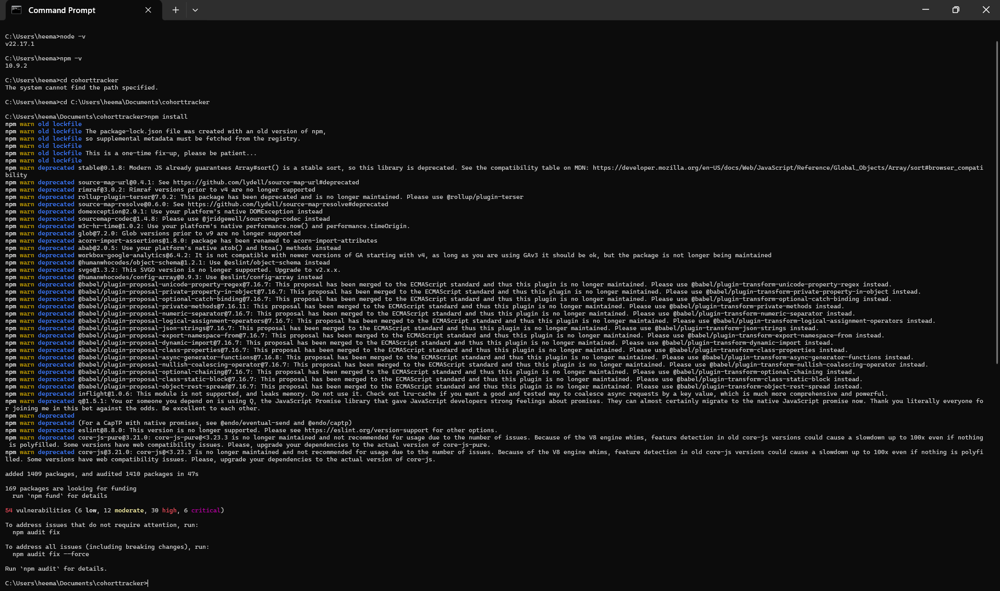 Command Prompt
C:\Users\heema>node -v
v22.17.1
C:\Users\heema>npm -v
10.9.2
C:\Users\heema>cd cohorttracker
The system cannot find the path specified.
C:\Users\heema>cd C:\Users\heema\Documents\cohorttracker
C:\Users\heema\Documents\cohorttracker>npm install
npm warn old lockfile
npm warn old lockfile The package-lock.json file was created with an old version of npm,
npm warn old lockfile so supplemental metadata must be fetched from the registry.
npm warn old lockfile
npm warn old lockfile This is a one-time fix-up, please be patient...
npm warn old lockfile
npm warn deprecated stable@0.1.8: Modern JS already guarantees Array#sort() is a stable sort, so this library is deprecated. See the compatibility table on MDN: https://developer.mozilla.org/en-US/docs/Web/JavaScript/Reference/Global_Objects/Array/sort#browser_compati
bility
npm warn deprecated source-map-url@0.4.1: See https://github.com/lydell/source-map-url#deprecated
npm warn deprecated rimraf@3.0.2: Rimraf versions prior to v4 are no longer supported
npm warn deprecated rollup-plugin-terser@7.0.2: This package has been deprecated and is no longer maintained. Please use @rollup/plugin-terser
npm warn deprecated source-map-resolve@0.6.0: See https://github.com/lydell/source-map-resolve#deprecated
npm warn deprecated domexception@2.0.1: Use your platform's native DOMException instead
npm warn deprecated sourcemap-codec@1.4.8: Please use @jridgewell/sourcemap-codec instead
npm warn deprecated w3c-hr-time@1.0.2: Use your platform's native performance.now() and performance.timeOrigin.
npm warn deprecated glob@7.2.0: Glob versions prior to v9 are no longer supported
npm warn deprecated acorn-import-assertions@1.8.0: package has been renamed to acorn-import-attributes
npm warn deprecated abab@2.0.5: Use your platform's native atob() and btoa() methods instead
npm warn deprecated workbox-google-analytics@6.4.2: It is not compatible with newer versions of GA starting with v4, as long as you are using GAv3 it should be ok, but the package is not longer being maintained
npm warn deprecated @humanwhocodes/object-schema@1.2.1: Use @eslint/object-schema instead
npm warn deprecated svgo@1.3.2: This SVGO version is no longer supported. Upgrade to v2.x.x.
npm warn deprecated @humanwhocodes/config-array@0.9.3: Use @eslint/config-array instead
npm warn deprecated @babel/plugin-proposal-unicode-property-regex@7.16.7: This proposal has been merged to the ECMAScript standard and thus this plugin is no longer maintained. Please use @babel/plugin-transform-unicode-property-regex instead.
npm warn deprecated @babel/plugin-proposal-private-property-in-object@7.16.7: This proposal has been merged to the ECMAScript standard and thus this plugin is no longer maintained. Please use @babel/plugin-transform-private-property-in-object instead.
npm warn deprecated @babel/plugin-proposal-optional-catch-binding@7.16.7: This proposal has been merged to the ECMAScript standard and thus this plugin is no longer maintained. Please use @babel/plugin-transform-optional-catch-binding instead.
npm warn deprecated @babel/plugin-proposal-private-methods@7.16.11: This proposal has been merged to the ECMAScript standard and thus this plugin is no longer maintained. Please use @babel/plugin-transform-private-methods instead.
npm warn deprecated @babel/plugin-proposal-numeric-separator@7.16.7: This proposal has been merged to the ECMAScript standard and thus this plugin is no longer maintained. Please use @babel/plugin-transform-numeric-separator instead.
npm warn deprecated @babel/plugin-proposal-logical-assignment-operators@7.16.7: This proposal has been merged to the ECMAScript standard and thus this plugin is no longer maintained. Please use @babel/plugin-transform-logical-assignment-operators instead.
npm warn deprecated @babel/plugin-proposal-json-strings@7.16.7: This proposal has been merged to the ECMAScript standard and thus this plugin is no longer maintained. Please use @babel/plugin-transform-json-strings instead.
npm warn deprecated @babel/plugin-proposal-export-namespace-from@7.16.7: This proposal has been merged to the ECMAScript standard and thus this plugin is no longer maintained. Please use @babel/plugin-transform-export-namespace-from instead.
npm warn deprecated @babel/plugin-proposal-dynamic-import@7.16.7: This proposal has been merged to the ECMAScript standard and thus this plugin is no longer maintained. Please use @babel/plugin-transform-dynamic-import instead.
npm warn deprecated @babel/plugin-proposal-class-properties@7.16.7: This proposal has been merged to the ECMAScript standard and thus this plugin is no longer maintained. Please use @babel/plugin-transform-class-properties instead.
npm warn deprecated @babel/plugin-proposal-async-generator-functions@7.16.8: This proposal has been merged to the ECMAScript standard and thus this plugin is no longer maintained. Please use @babel/plugin-transform-async-generator-functions instead.
npm warn deprecated @babel/plugin-proposal-nullish-coalescing-operator@7.16.7: This proposal has been merged to the ECMAScript standard and thus this plugin is no longer maintained. Please use @babel/plugin-transform-nullish-coalescing-operator instead.
npm warn deprecated @babel/plugin-proposal-optional-chaining@7.16.7: This proposal has been merged to the ECMAScript standard and thus this plugin is no longer maintained. Please use @babel/plugin-transform-optional-chaining instead.
npm warn deprecated @babel/plugin-proposal-class-static-block@7.16.7: This proposal has been merged to the ECMAScript standard and thus this plugin is no longer maintained. Please use @babel/plugin-transform-class-static-block instead.
npm warn deprecated @babel/plugin-proposal-object-rest-spread@7.16.7: This proposal has been merged to the ECMAScript standard and thus this plugin is no longer maintained. Please use @babel/plugin-transform-object-rest-spread instead.
npm warn deprecated inflight@1.0.6: This module is not supported, and leaks memory. Do not use it. Check out lru-cache if you want a good and tested way to coalesce async requests by a key value, which is much more comprehensive and powerful.
npm warn deprecated q@1.5.1: You or someone you depend on is using Q, the JavaScript Promise library that gave JavaScript developers strong feelings about promises. They can almost certainly migrate to the native JavaScript promise now. Thank you literally everyone fo
r joining me in this bet against the odds. Be excellent to each other.
npm warn deprecated
npm warn deprecated (For a CapTP with native promises, see @endo/eventual-send and @endo/captp)
npm warn deprecated eslint@8.8.0: This version is no longer supported. Please see https://eslint.org/version-support for other options.
npm warn deprecated core-js-pure@3.21.0: core-js-pure@<3.23.3 is no longer maintained and not recommended for usage due to the number of issues. Because of the V8 engine whims, feature detection in old core-js versions could cause a slowdown up to 100x even if nothing
is polyfilled. Some versions have web compatibility issues. Please, upgrade your dependencies to the actual version of core-js-pure.
npm warn deprecated core-js@3.21.0: core-js@<3.23.3 is no longer maintained and not recommended for usage due to the number of issues. Because of the V8 engine whims, feature detection in old core-js versions could cause a slowdown up to 100x even if nothing is polyfi
lled. Some versions have web compatibility issues. Please, upgrade your dependencies to the actual version of core-js.
added 1409 packages, and audited 1410 packages in 47s
169 packages are looking for funding
run `npm fund` for details
54 vulnerabilities (6 low, 12 moderate, 30 high, 6 critical)
To address issues that do not require attention, run:
npm audit fix
To address all issues (including breaking changes), run:
npm audit fix --force
Run `npm audit` for details.
C:\Users\heema\Documents\cohorttracker>